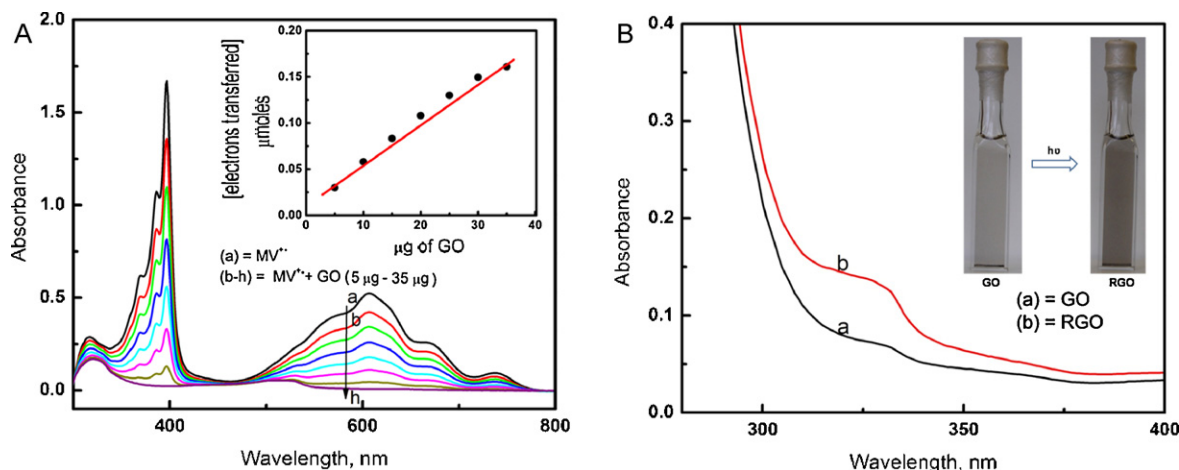 A
2.0
1.5
1.0
0.5
0.0
Absorbance
400
600
800
Wavelength, nm
[electrons transferred]
μmoles
0.20
0.15
0.10
0.05
0.00
0
10
20
30
40
μg of GO
(a) = MV⁺•
(b-h) = MV⁺•+ GO (5 μg - 35 μg )
a
b
h
B
0.4
0.3
0.2
0.1
0.0
Absorbance
300
350
400
Wavelength, nm
b
a
hυ
GO
RGO
(a) = GO
(b) = RGO